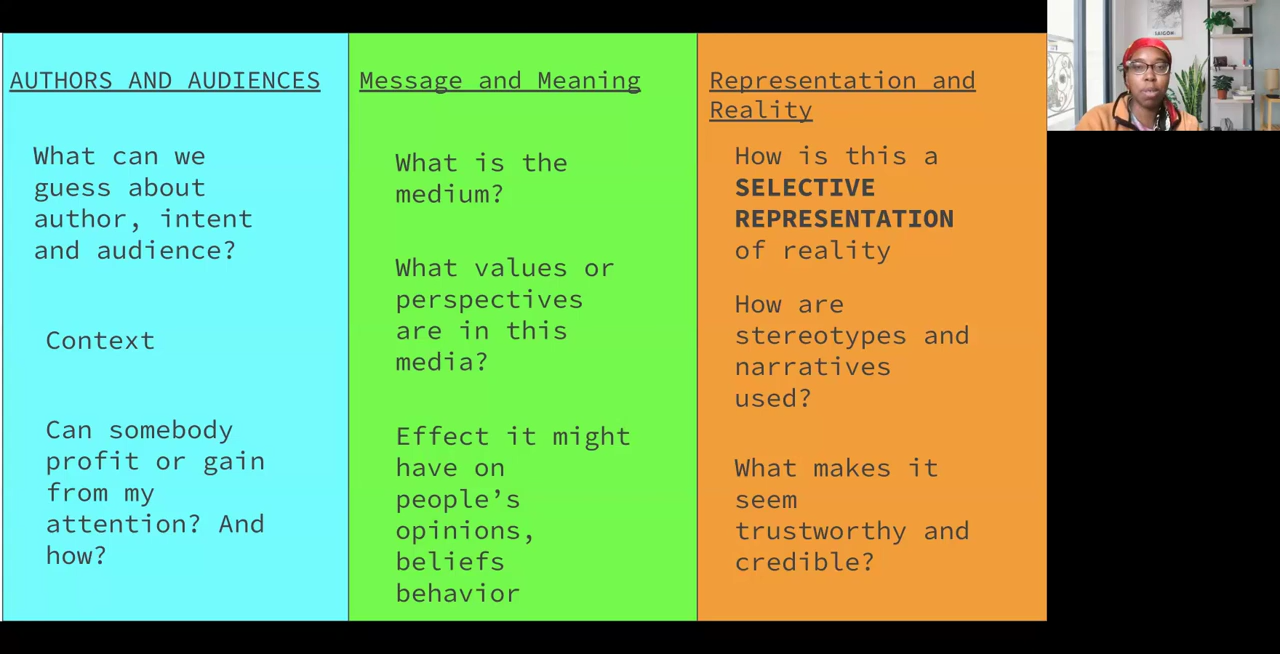 AUTHORS AND AUDIENCES
What can we
guess about
author, intent
and audience?
Context
Can somebody
profit or gain
from my
attention? And
how?
Message and Meaning
What is the
medium?
What values or
perspectives
are in this
media?
Effect it might
have on
people’s
opinions,
beliefs
behavior
Representation and
Reality
How is this a
SELECTIVE
REPRESENTATION
of reality
How are
stereotypes and
narratives
used?
What makes it
seem
trustworthy and
credible?
SAIGON